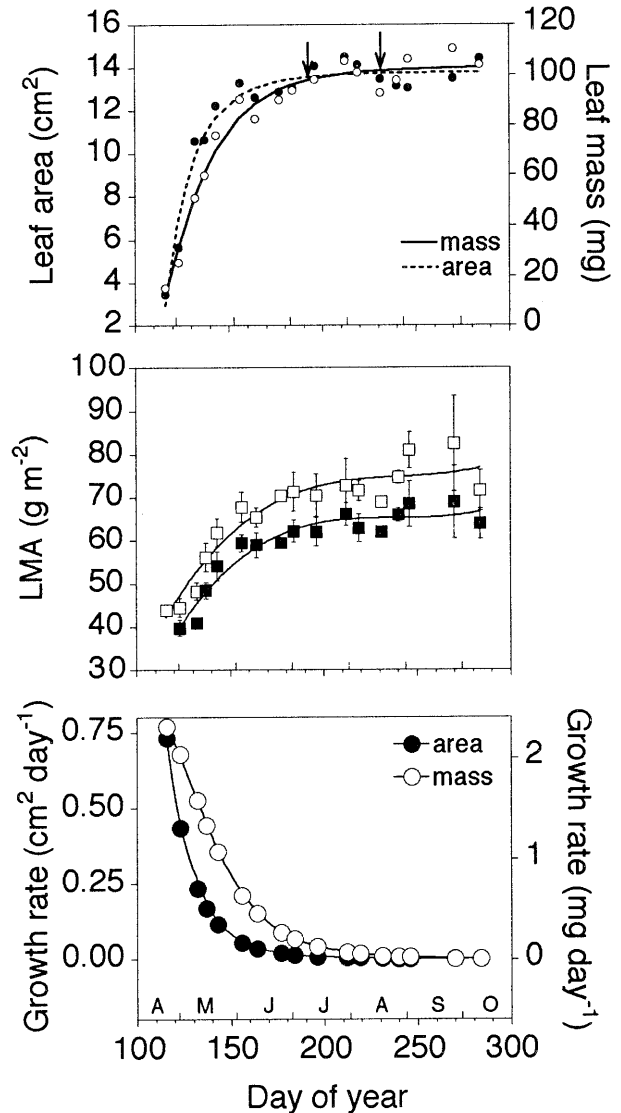 16
14
12
10
8
6
4
2
Leaf area (cm²)
120
100
80
60
40
20
0
Leaf mass (mg)
mass
area
100
90
80
70
60
50
40
30
LMA (g m⁻²)
0.75
0.50
0.25
0.00
Growth rate (cm² day⁻¹)
2
1
0
Growth rate (mg day⁻¹)
area
mass
A M J J A S O
100 150 200 250 300
Day of year